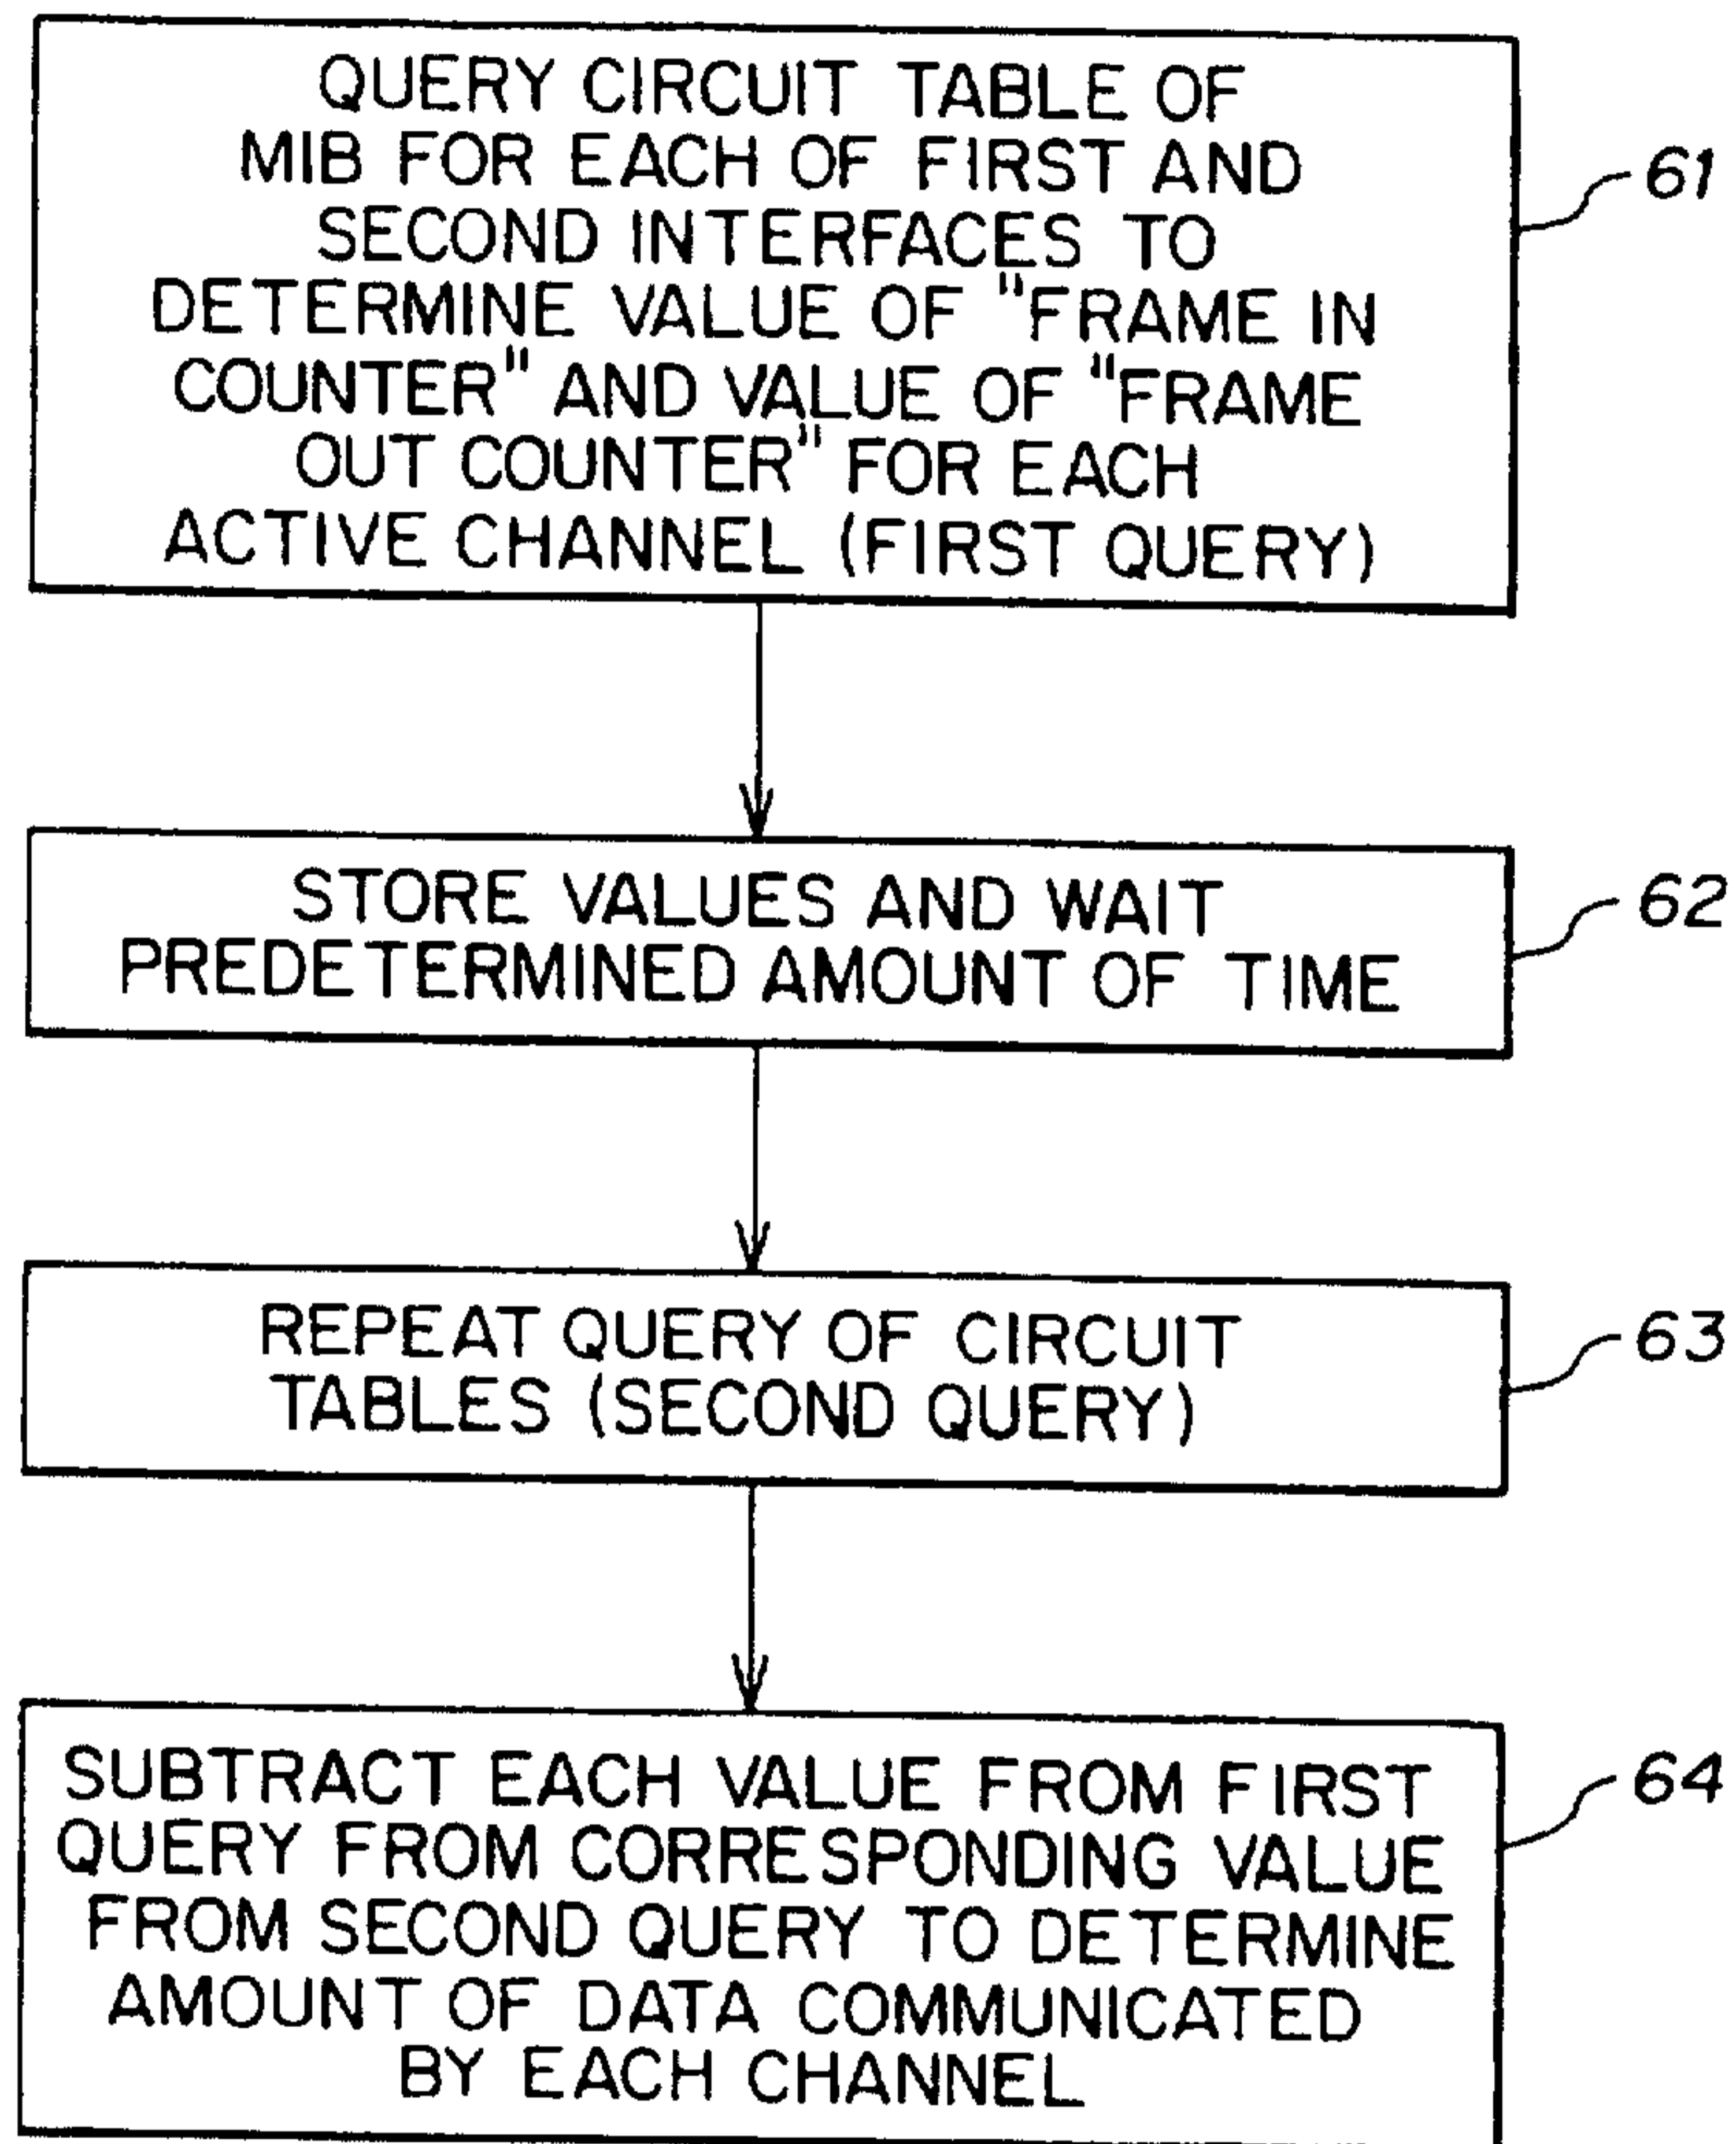 QUERY CIRCUIT TABLE OF
MIB FOR EACH OF FIRST AND
SECOND INTERFACES TO
DETERMINE VALUE OF "FRAME IN
COUNTER" AND VALUE OF "FRAME
OUT COUNTER" FOR EACH
ACTIVE CHANNEL (FIRST QUERY)
61
STORE VALUES AND WAIT
PREDETERMINED AMOUNT OF TIME
62
REPEAT QUERY OF CIRCUIT
TABLES (SECOND QUERY)
63
SUBTRACT EACH VALUE FROM FIRST
QUERY FROM CORRESPONDING VALUE
FROM SECOND QUERY TO DETERMINE
AMOUNT OF DATA COMMUNICATED
BY EACH CHANNEL
64